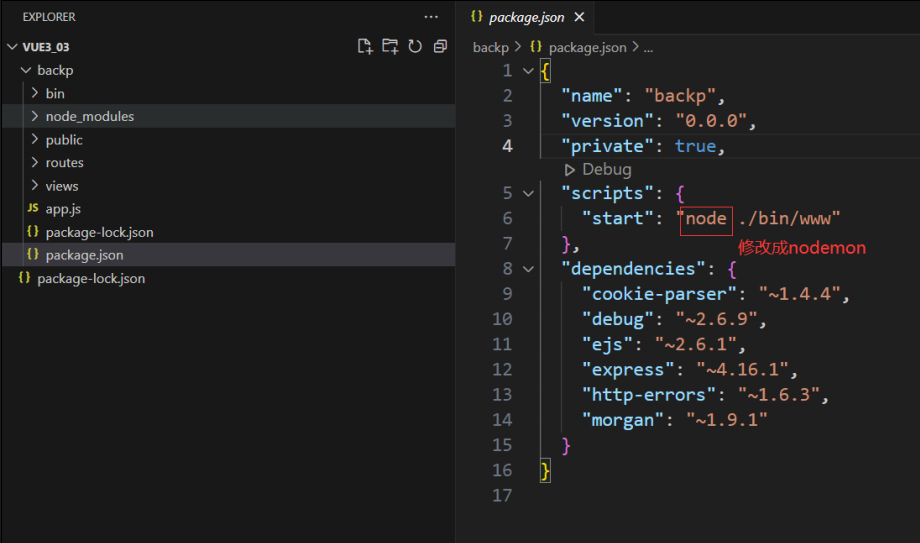 EXPLORER
···
VUE3_03
backp
bin
node_modules
public
routes
views
JS app.js
{} package-lock.json
{} package.json
{} package-lock.json
{} package.json ×
backp > {} package.json > ...
1 {
2 "name": "backp",
3 "version": "0.0.0",
4 "private": true,
Debug
5 "scripts": {
6 "start": "node ./bin/www"
7 },
修改成nodemon
8 "dependencies": {
9 "cookie-parser": "~1.4.4",
10 "debug": "~2.6.9",
11 "ejs": "~2.6.1",
12 "express": "~4.16.1",
13 "http-errors": "~1.6.3",
14 "morgan": "~1.9.1"
15 }
16 }
17